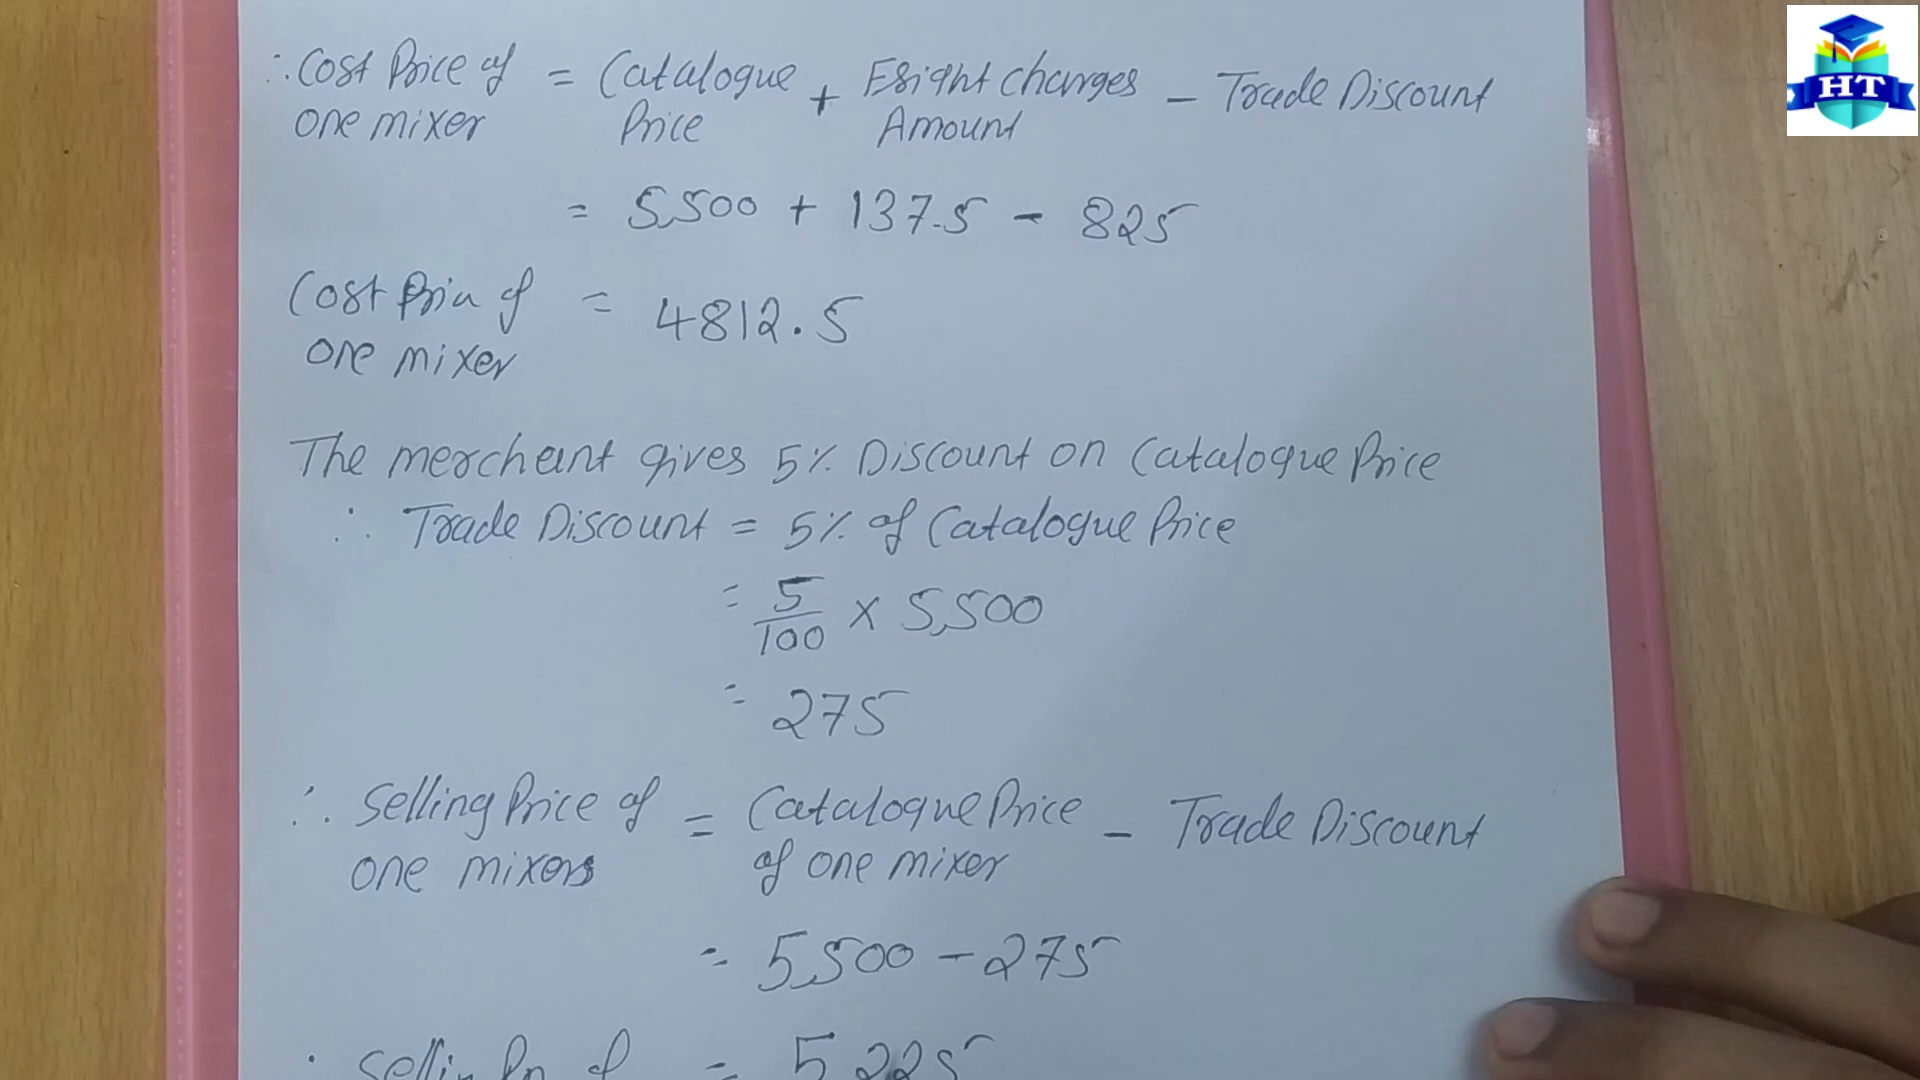 ∴ Cost Price of one mixer = Catalogue Price + Fright charges Amount − Trade Discount
= 5,500 + 137.5 − 825
Cost Price of one mixer = 4812.5
The merchant gives 5% Discount on Catalogue Price
∴ Trade Discount = 5% of Catalogue Price
= 5/100 × 5,500
= 275
∴ Selling Price of one mixers = Catalogue Price of one mixer − Trade Discount
= 5,500 − 275
= 5,225
HT